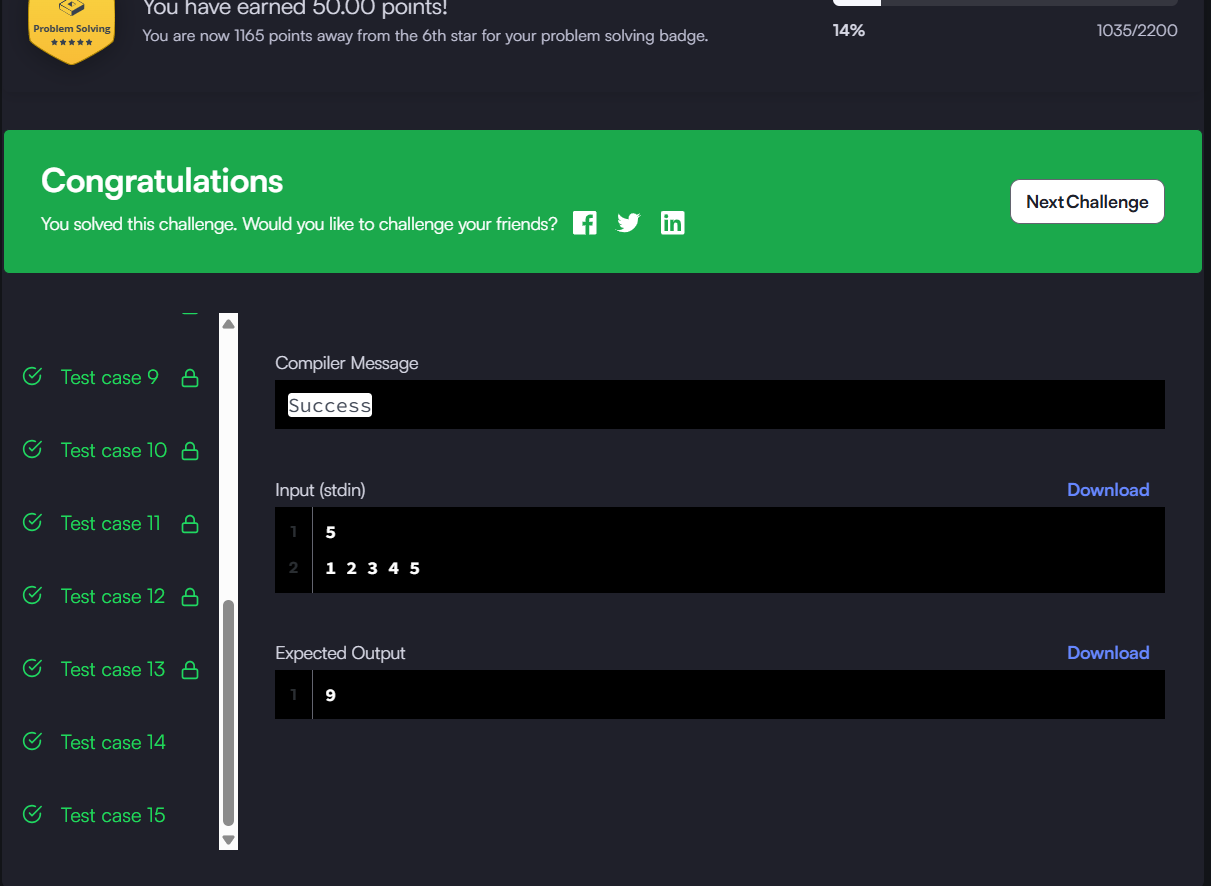 You have earned 50.00 points!
Problem Solving
You are now 1165 points away from the 6th star for your problem solving badge.
14%
1035/2200
Congratulations
You solved this challenge. Would you like to challenge your friends?
Next Challenge
Test case 9
Test case 10
Test case 11
Test case 12
Test case 13
Test case 14
Test case 15
Compiler Message
Success
Input (stdin)
Download
1 5
2 1 2 3 4 5
Expected Output
Download
1 9